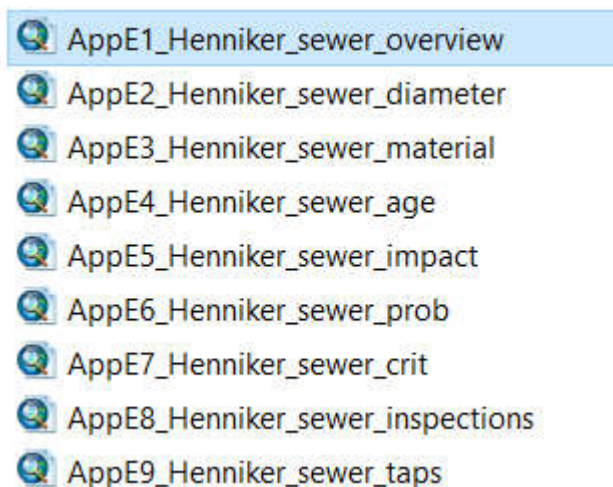 AppE1_Henniker_sewer_overview
AppE2_Henniker_sewer_diameter
AppE3_Henniker_sewer_material
AppE4_Henniker_sewer_age
AppE5_Henniker_sewer_impact
AppE6_Henniker_sewer_prob
AppE7_Henniker_sewer_crit
AppE8_Henniker_sewer_inspections
AppE9_Henniker_sewer_taps